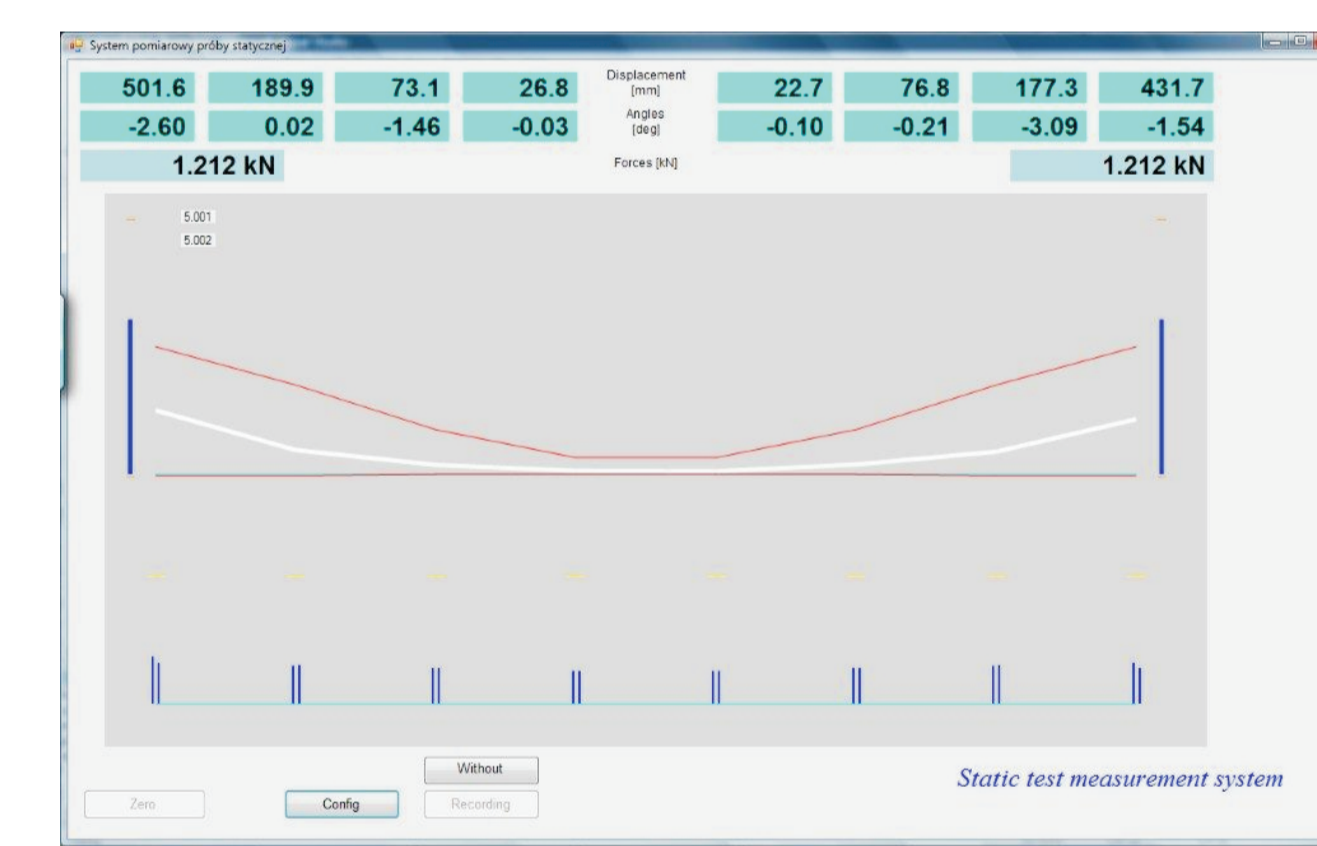 System pomiarowy próby statycznej
501.6 189.9 73.1 26.8 Displacement [mm] 22.7 76.8 177.3 431.7
-2.60 0.02 -1.46 -0.03 Angles [deg] -0.10 -0.21 -3.09 -1.54
1.212 kN Forces [kN] 1.212 kN
5.001
5.002
Without
Zero Config Recording
Static test measurement system